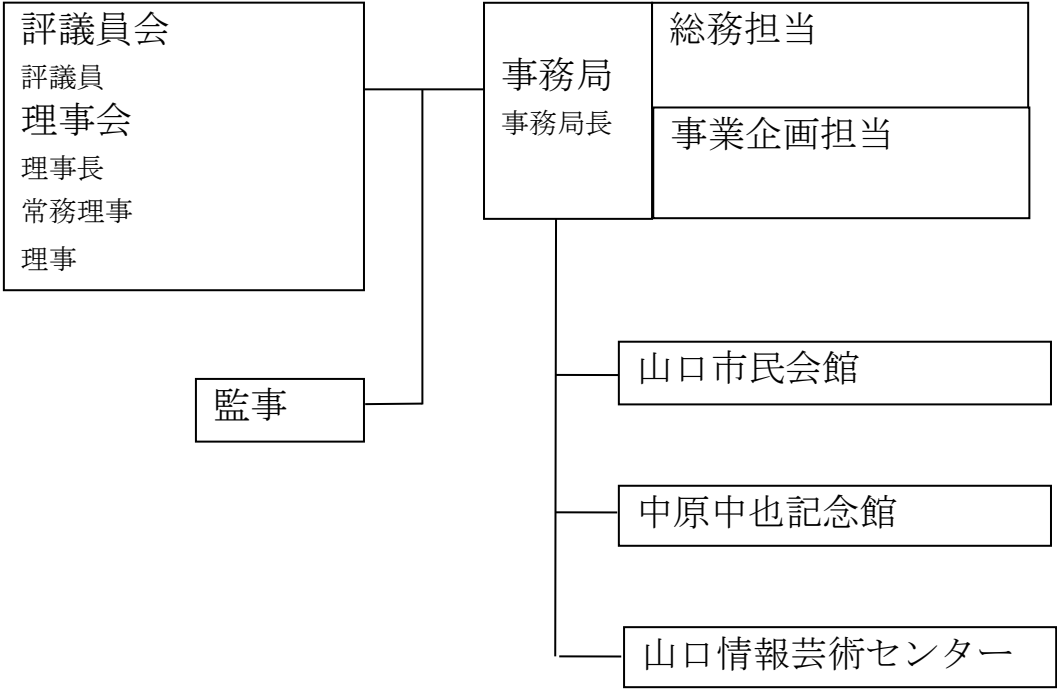 評議員会
評議員
理事会
理事長
常務理事
理事
事務局
事務局長
総務担当
事業企画担当
監事
山口市民会館
中原中也記念館
山口情報芸術センター